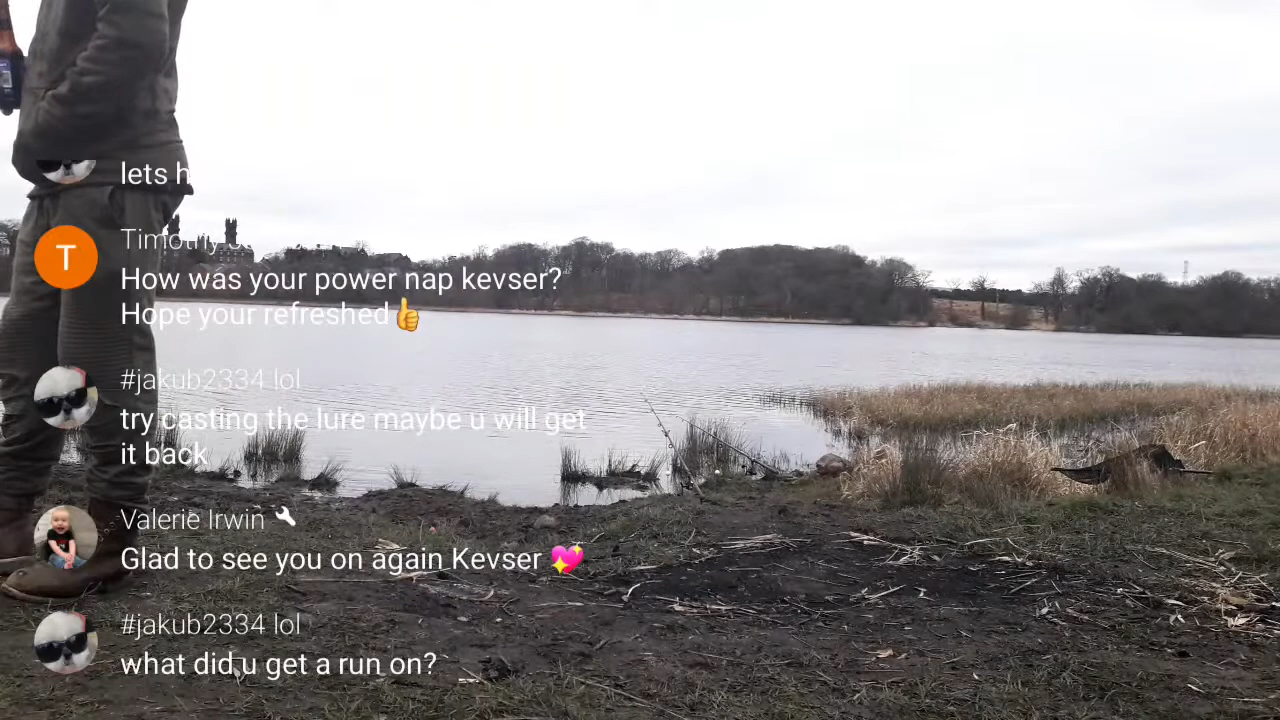 lets
Timothy
How was your power nap kevser?
Hope your refreshed👍
#jakub2334 lol
try casting the lure maybe u will get
it back
Valerie Irwin
Glad to see you on again Kevser 💖
#jakub2334 lol
what did u get a run on?